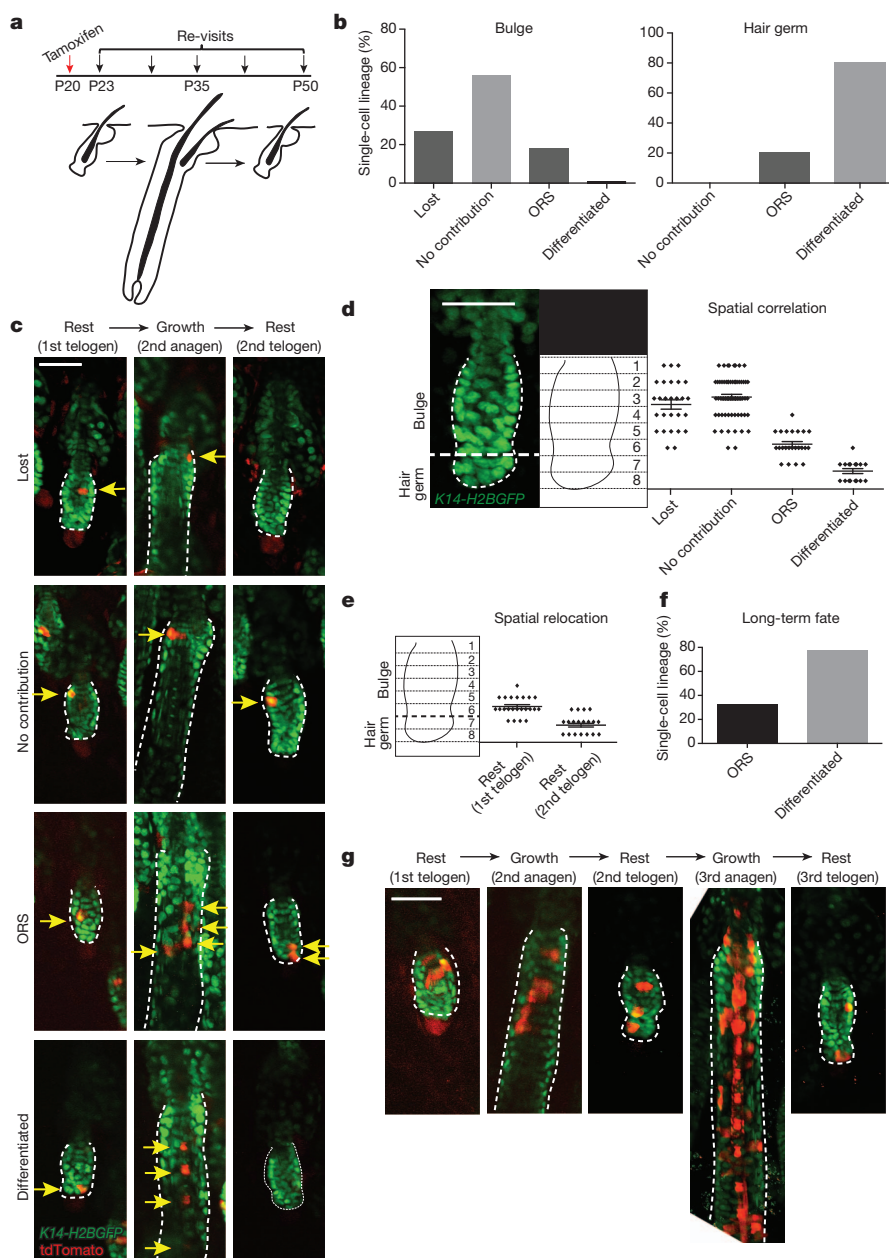 a
Tamoxifen
Re-visits
P20 P23 P35 P50
b
Bulge
Single-cell lineage (%)
80
60
40
20
0
Lost
No contribution
ORS
Differentiated
Hair germ
100
80
60
40
20
0
No contribution
ORS
Differentiated
c
Rest (1st telogen)
Growth (2nd anagen)
Rest (2nd telogen)
Lost
No contribution
ORS
Differentiated
K14-H2BGFP
tdTomato
d
Spatial correlation
Bulge
Hair germ
K14-H2BGFP
1
2
3
4
5
6
7
8
Lost
No contribution
ORS
Differentiated
e
Spatial relocation
Bulge
Hair germ
1
2
3
4
5
6
7
8
Rest (1st telogen)
Rest (2nd telogen)
f
Long-term fate
Single-cell lineage (%)
80
60
40
20
0
ORS
Differentiated
g
Rest (1st telogen)
Growth (2nd anagen)
Rest (2nd telogen)
Growth (3rd anagen)
Rest (3rd telogen)